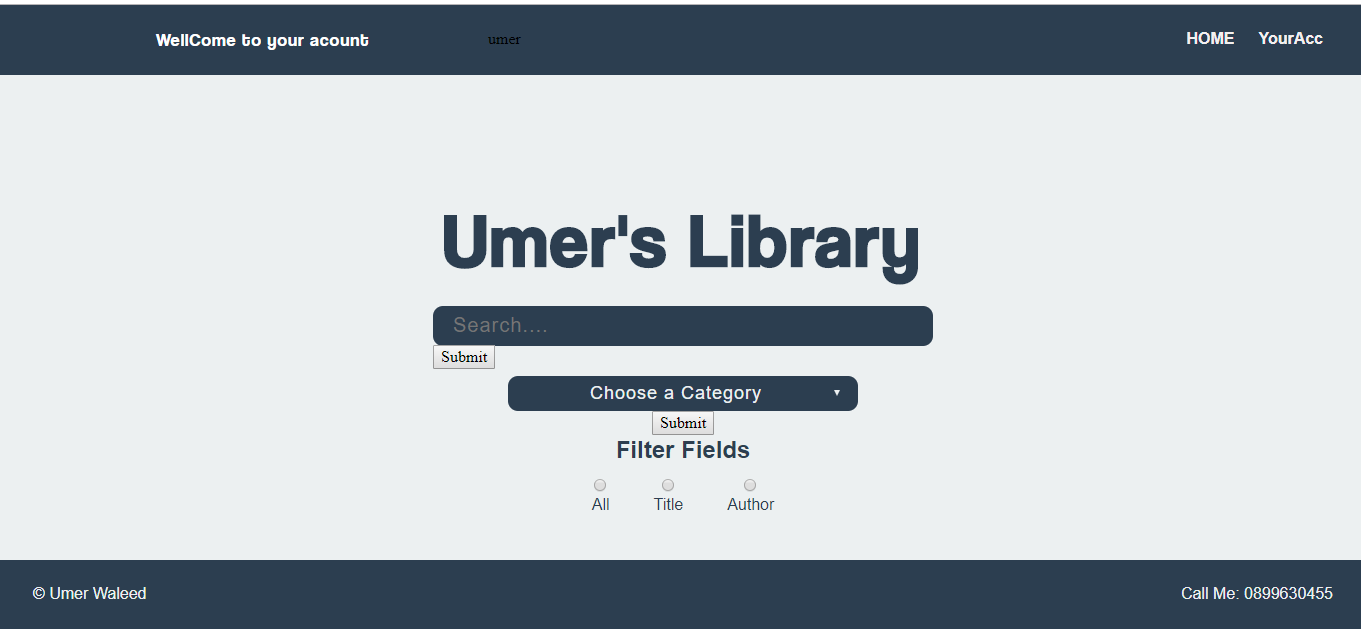 WellCome to your acount umer HOME YourAcc
Umer's Library
Search....
Submit
Choose a Category ▾
Submit
Filter Fields
All Title Author
© Umer Waleed Call Me: 0899630455